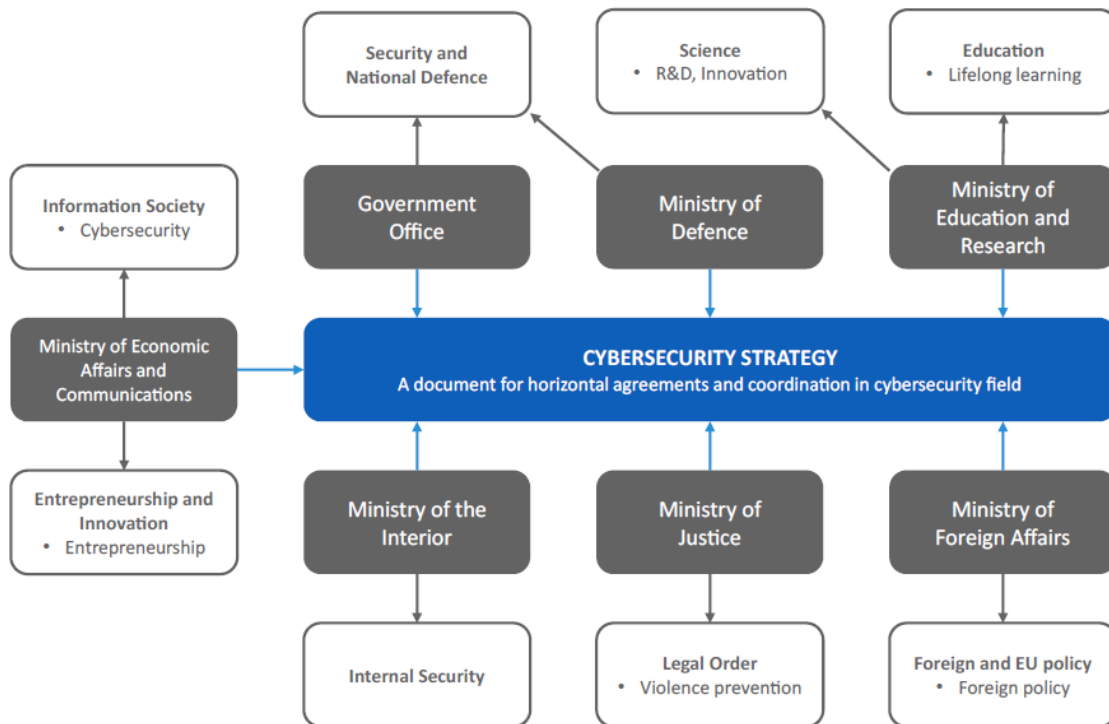 Security and
National Defence
Science
• R&D, Innovation
Education
• Lifelong learning
Information Society
• Cybersecurity
Government
Office
Ministry of
Defence
Ministry of
Education and
Research
Ministry of Economic
Affairs and
Communications
CYBERSECURITY STRATEGY
A document for horizontal agreements and coordination in cybersecurity field
Entrepreneurship and
Innovation
• Entrepreneurship
Ministry of the
Interior
Ministry of
Justice
Ministry of
Foreign Affairs
Internal Security
Legal Order
• Violence prevention
Foreign and EU policy
• Foreign policy